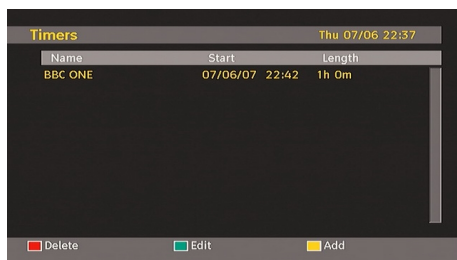 Timers Thu 07/06 22:37
Name Start Length
BBC ONE 07/06/07 22:42 1h 0m
Delete Edit Add